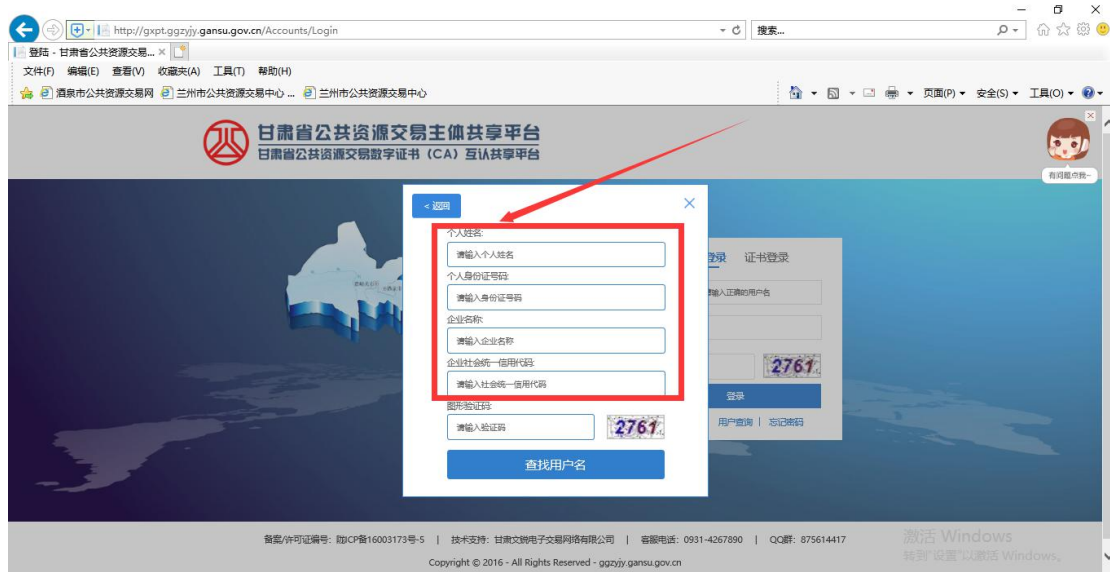 http://gxpt.ggzyjy.gansu.gov.cn/Accounts/Login
搜索...
登陆 - 甘肃省公共资源交易...
文件(F) 编辑(E) 查看(V) 收藏夹(A) 工具(T) 帮助(H)
酒泉市公共资源交易网 兰州市公共资源交易中心 ... 兰州市公共资源交易中心
页面(P) 安全(S) 工具(O)
甘肃省公共资源交易主体共享平台
甘肃省公共资源交易数字证书（CA）互认共享平台
有问题点我~
< 返回
个人姓名:
请输入个人姓名
个人身份证号码:
请输入身份证号码
企业名称:
请输入企业名称
企业社会统一信用代码:
请输入社会统一信用代码
图形验证码:
请输入验证码
2761
查找用户名
登录 证书登录
请输入正确的用户名
2761
登录
用户查询 | 忘记密码
备案/许可证编号：陇ICP备16003173号-5 | 技术支持：甘肃文锐电子交易网络有限公司 | 客服电话：0931-4267890 | QQ群：875614417
Copyright © 2016 - All Rights Reserved - ggzyjy.gansu.gov.cn
激活 Windows
转到"设置"以激活 Windows。